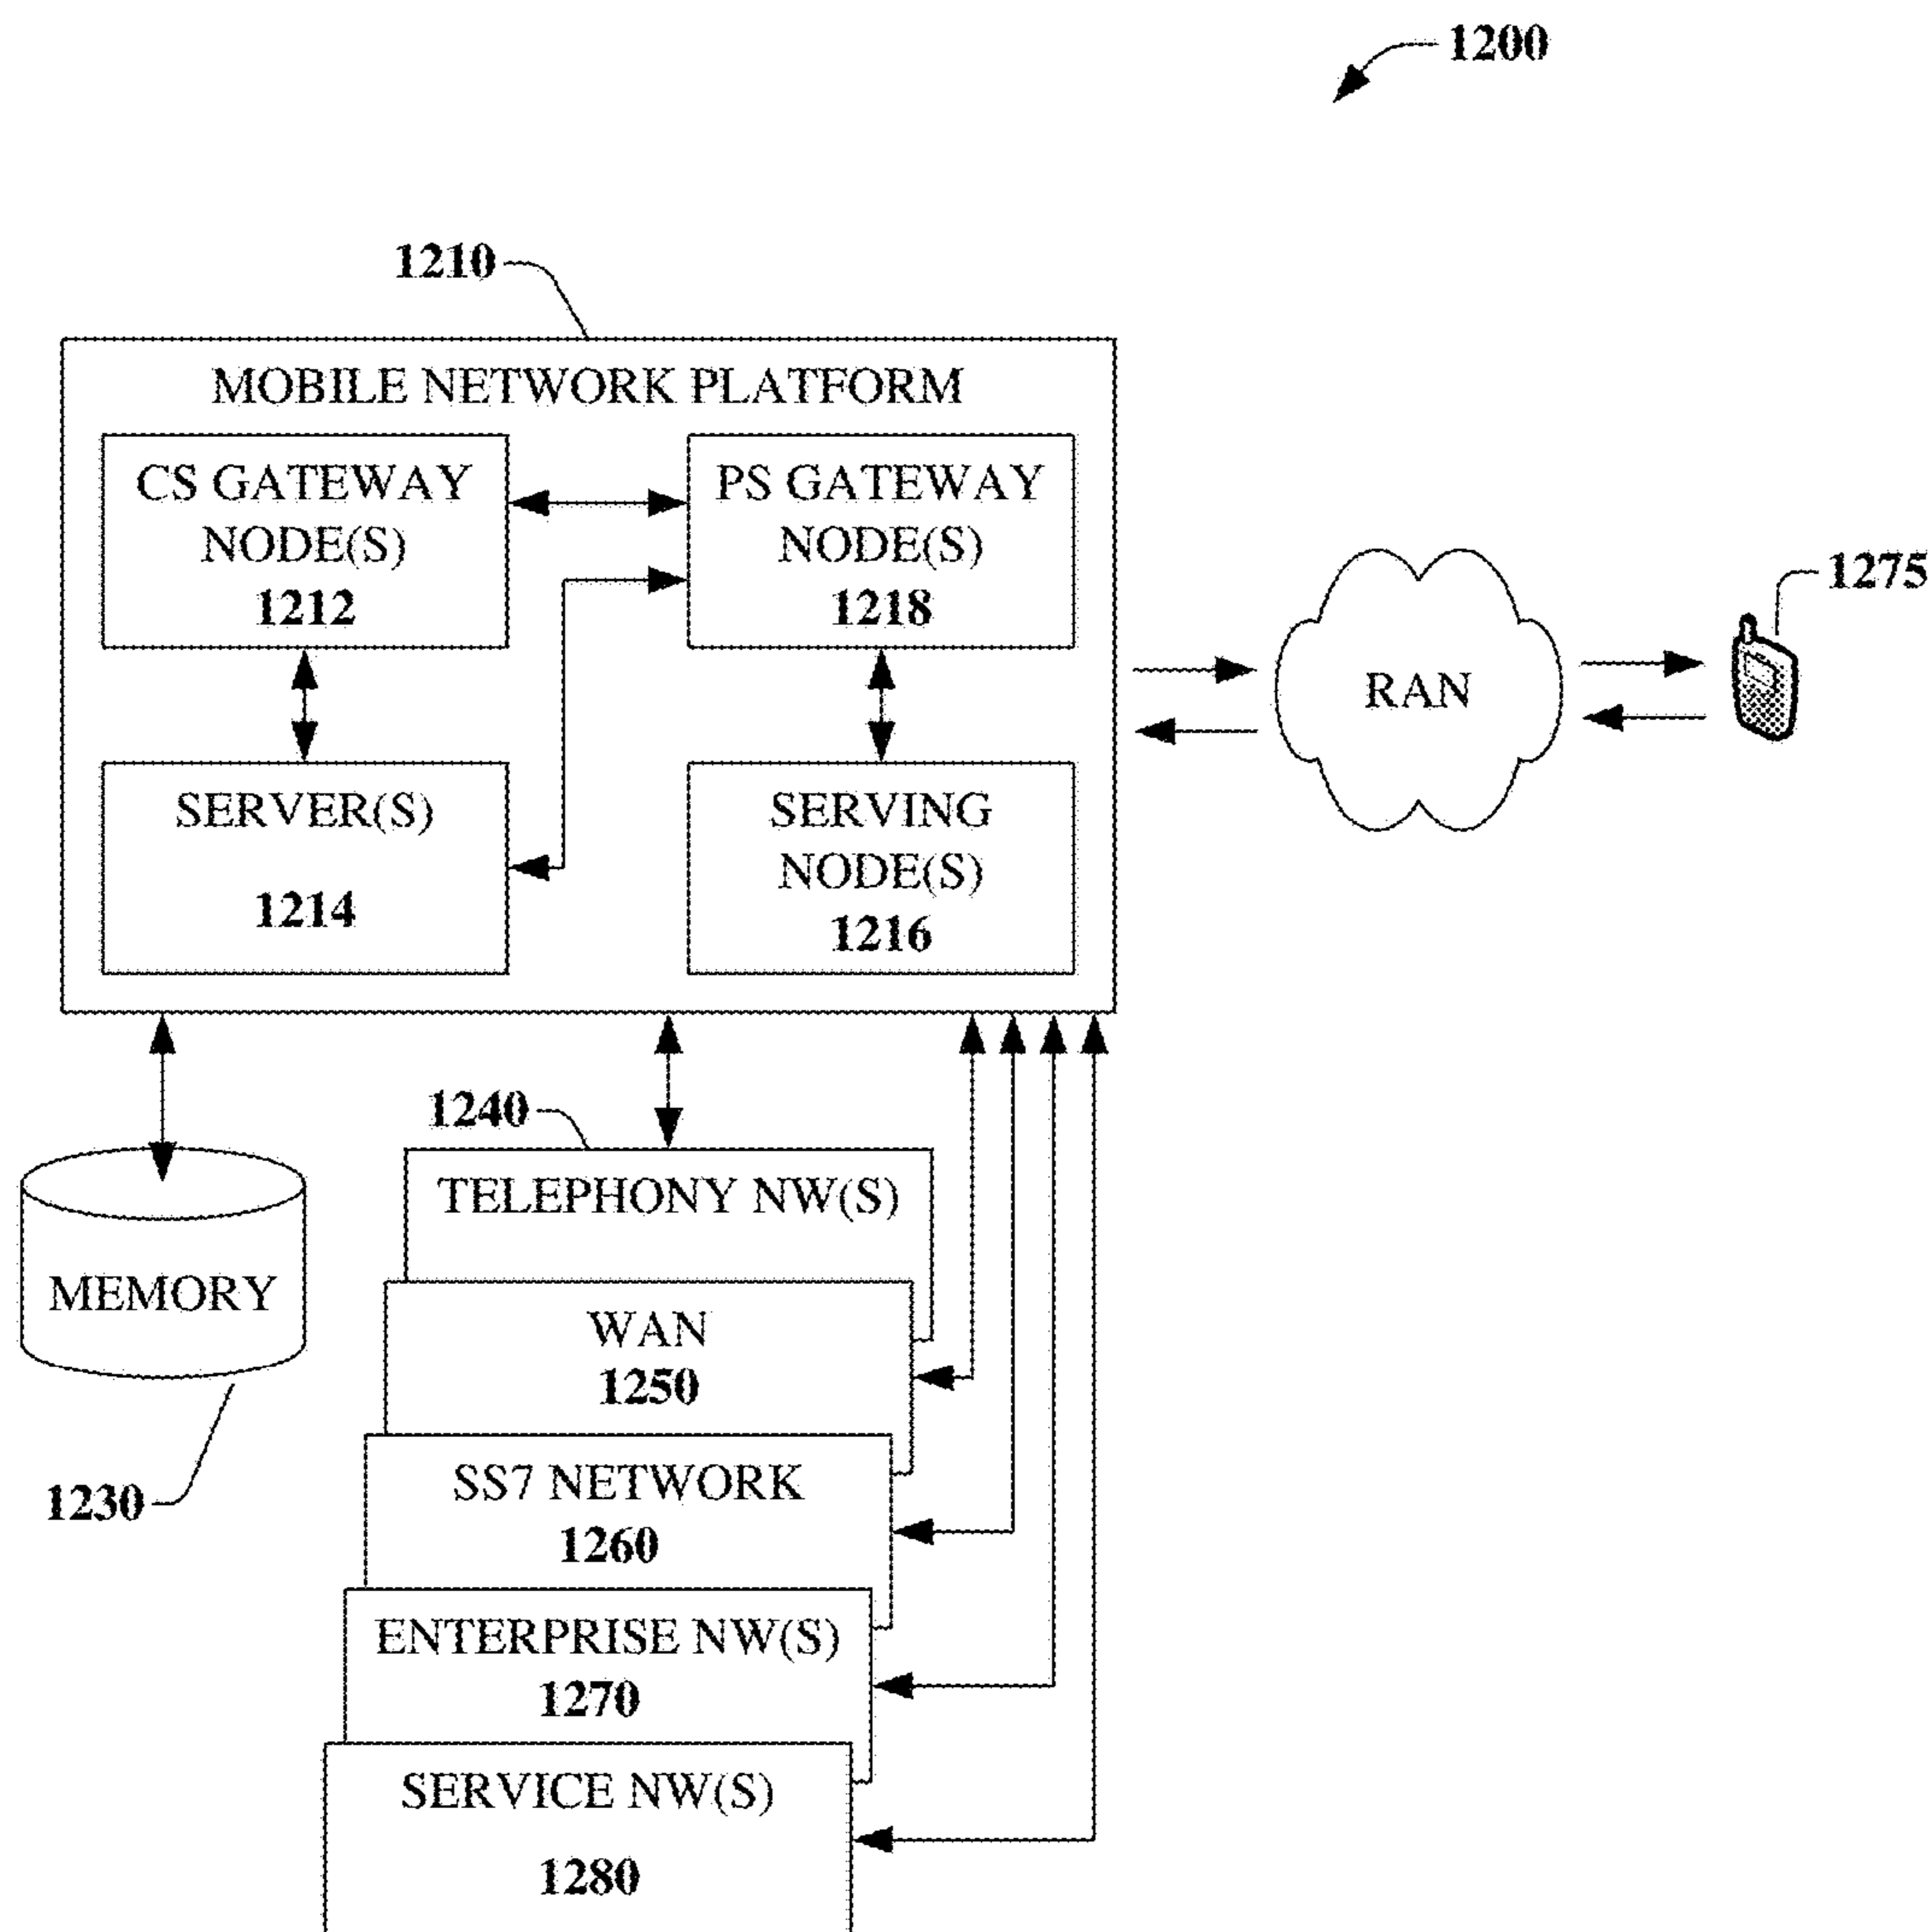 1200
1210
MOBILE NETWORK PLATFORM
CS GATEWAY
NODE(S)
1212
PS GATEWAY
NODE(S)
1218
SERVER(S)
1214
SERVING
NODE(S)
1216
RAN
1275
1240
TELEPHONY NW(S)
MEMORY
1230
WAN
1250
SS7 NETWORK
1260
ENTERPRISE NW(S)
1270
SERVICE NW(S)
1280